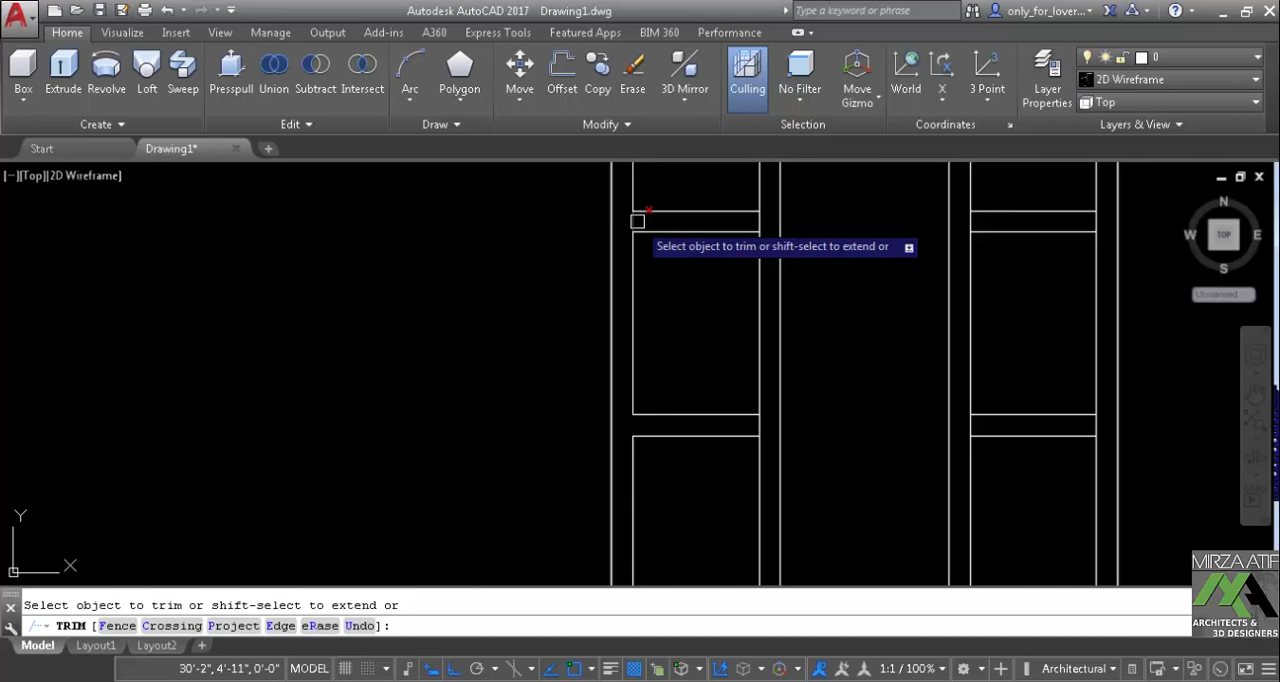 Autodesk AutoCAD 2017 Drawing1.dwg
Type a keyword or phrase
only_for_lover...
Home Visualize Insert View Manage Output Add-ins A360 Express Tools Featured Apps BIM 360 Performance
Box Extrude Revolve Loft Sweep Presspull Union Subtract Intersect Arc Polygon Move Offset Copy Erase 3D Mirror Culling No Filter Move Gizmo World X 3 Point Layer Properties
0
2D Wireframe
Top
Create Edit Draw Modify Selection Coordinates Layers & View
Start Drawing1*
[−][Top][2D Wireframe]
N
W TOP E
S
Unnamed
Select object to trim or shift-select to extend or
Y
X
MIRZA ATIF
ARCHITECTS &
3D DESIGNERS
Select object to trim or shift-select to extend or
TRIM [Fence Crossing Project Edge eRase Undo]:
Model Layout1 Layout2 +
30'-2", 4'-11", 0'-0" MODEL 1:1 / 100% Architectural